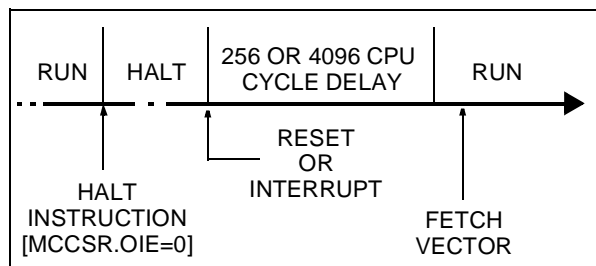 RUN
HALT
256 OR 4096 CPU
CYCLE DELAY
RUN
HALT
INSTRUCTION
[MCCSR.OIE=0]
RESET
OR
INTERRUPT
FETCH
VECTOR